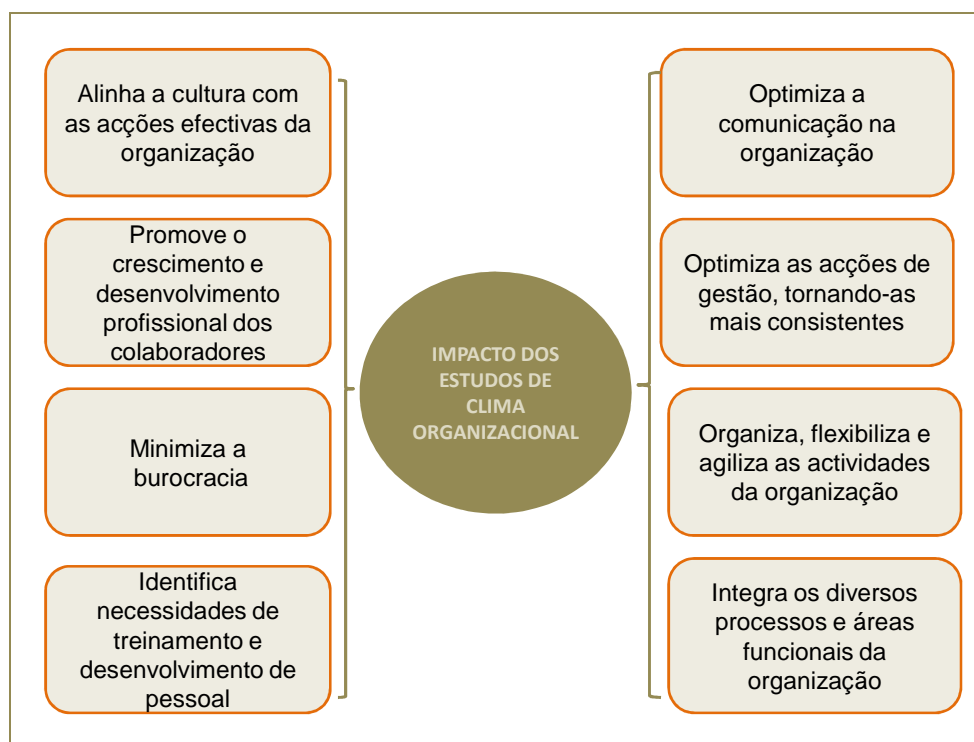 Alinha a cultura com
as acções efectivas da
organização
Promove o
crescimento e
desenvolvimento
profissional dos
colaboradores
Minimiza a
burocracia
Identifica
necessidades de
treinamento e
desenvolvimento de
pessoal
IMPACTO DOS
ESTUDOS DE
CLIMA
ORGANIZACIONAL
Optimiza a
comunicação na
organização
Optimiza as acções de
gestão, tornando-as
mais consistentes
Organiza, flexibiliza e
agiliza as actividades
da organização
Integra os diversos
processos e áreas
funcionais da
organização